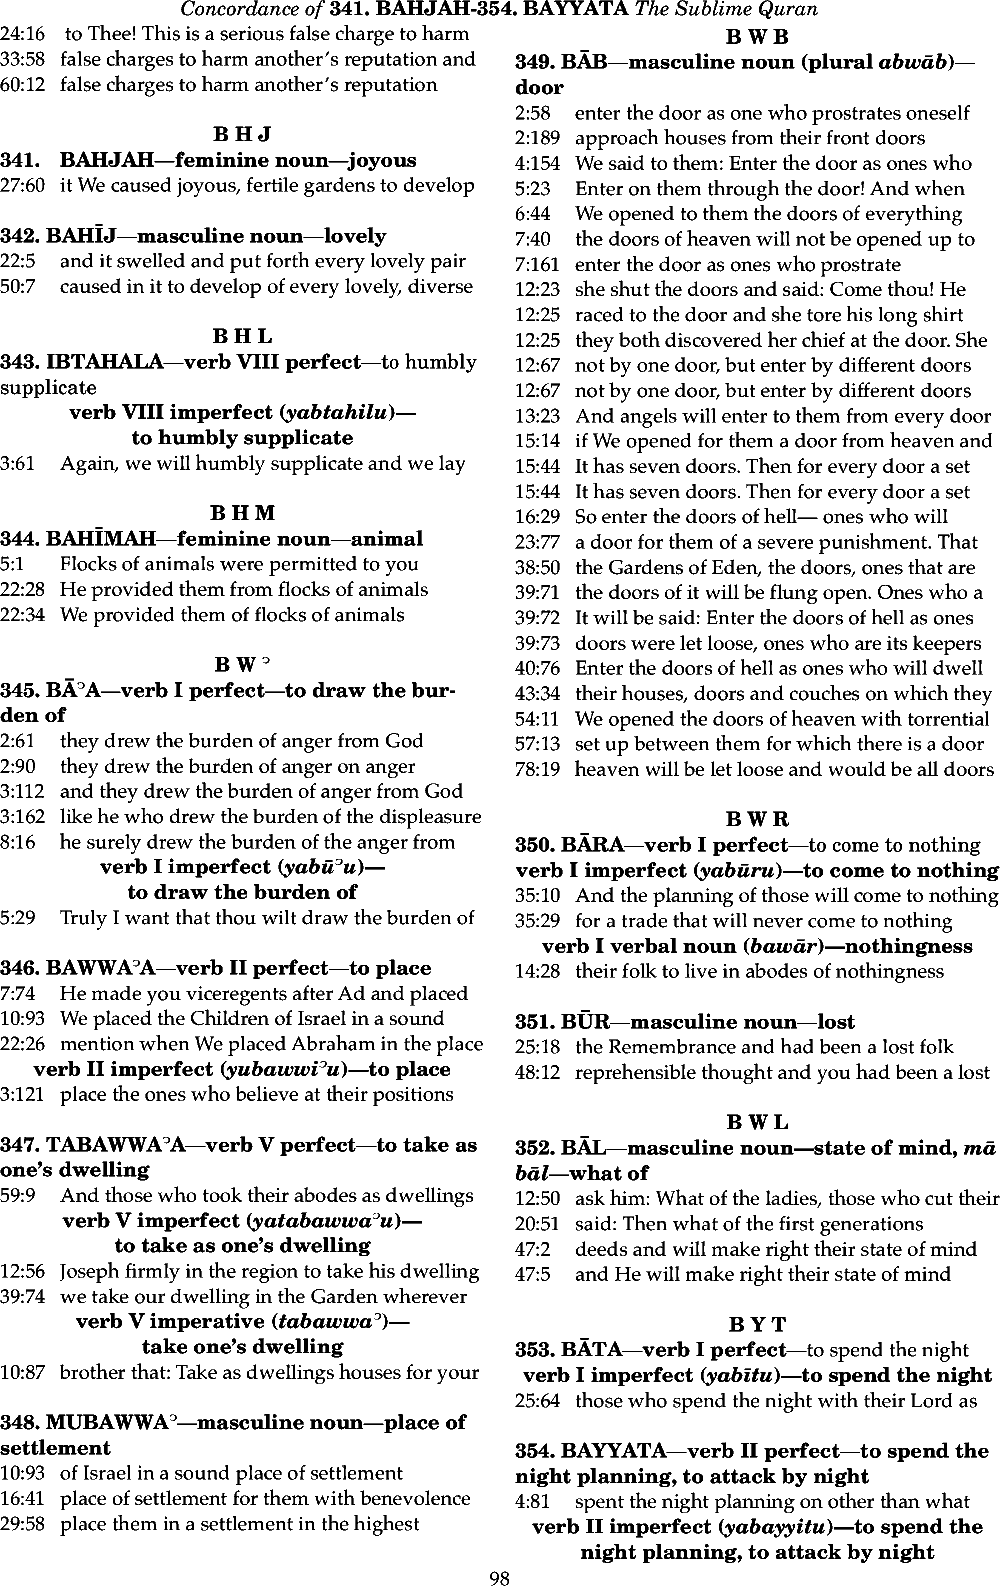 Concordance of 341. BAHJAH-354. BAYYATA The Sublime Quran
24:16 to Thee! This is a serious false charge to harm
33:58 false charges to harm another's reputation and
60:12 false charges to harm another's reputation
B H J
341. BAHJAH—feminine noun—joyous
27:60 it We caused joyous, fertile gardens to develop
342. BAHĪJ—masculine noun—lovely
22:5 and it swelled and put forth every lovely pair
50:7 caused in it to develop of every lovely, diverse
B H L
343. IBTAHALA—verb VIII perfect—to humbly
supplicate
verb VIII imperfect (yabtahilu)—
to humbly supplicate
3:61 Again, we will humbly supplicate and we lay
B H M
344. BAHĪMAH—feminine noun—animal
5:1 Flocks of animals were permitted to you
22:28 He provided them from flocks of animals
22:34 We provided them of flocks of animals
B W ʾ
345. BĀʾA—verb I perfect—to draw the bur-
den of
2:61 they drew the burden of anger from God
2:90 they drew the burden of anger on anger
3:112 and they drew the burden of anger from God
3:162 like he who drew the burden of the displeasure
8:16 he surely drew the burden of the anger from
verb I imperfect (yabūʾu)—
to draw the burden of
5:29 Truly I want that thou wilt draw the burden of
346. BAWWAʾA—verb II perfect—to place
7:74 He made you viceregents after Ad and placed
10:93 We placed the Children of Israel in a sound
22:26 mention when We placed Abraham in the place
verb II imperfect (yubawwiʾu)—to place
3:121 place the ones who believe at their positions
347. TABAWWAʾA—verb V perfect—to take as
one's dwelling
59:9 And those who took their abodes as dwellings
verb V imperfect (yatabawwaʾu)—
to take as one's dwelling
12:56 Joseph firmly in the region to take his dwelling
39:74 we take our dwelling in the Garden wherever
verb V imperative (tabawwaʾ)—
take one's dwelling
10:87 brother that: Take as dwellings houses for your
348. MUBAWWAʾ—masculine noun—place of
settlement
10:93 of Israel in a sound place of settlement
16:41 place of settlement for them with benevolence
29:58 place them in a settlement in the highest
B W B
349. BĀB—masculine noun (plural abwāb)—
door
2:58 enter the door as one who prostrates oneself
2:189 approach houses from their front doors
4:154 We said to them: Enter the door as ones who
5:23 Enter on them through the door! And when
6:44 We opened to them the doors of everything
7:40 the doors of heaven will not be opened up to
7:161 enter the door as ones who prostrate
12:23 she shut the doors and said: Come thou! He
12:25 raced to the door and she tore his long shirt
12:25 they both discovered her chief at the door. She
12:67 not by one door, but enter by different doors
12:67 not by one door, but enter by different doors
13:23 And angels will enter to them from every door
15:14 if We opened for them a door from heaven and
15:44 It has seven doors. Then for every door a set
15:44 It has seven doors. Then for every door a set
16:29 So enter the doors of hell— ones who will
23:77 a door for them of a severe punishment. That
38:50 the Gardens of Eden, the doors, ones that are
39:71 the doors of it will be flung open. Ones who a
39:72 It will be said: Enter the doors of hell as ones
39:73 doors were let loose, ones who are its keepers
40:76 Enter the doors of hell as ones who will dwell
43:34 their houses, doors and couches on which they
54:11 We opened the doors of heaven with torrential
57:13 set up between them for which there is a door
78:19 heaven will be let loose and would be all doors
B W R
350. BĀRA—verb I perfect—to come to nothing
verb I imperfect (yabūru)—to come to nothing
35:10 And the planning of those will come to nothing
35:29 for a trade that will never come to nothing
verb I verbal noun (bawār)—nothingness
14:28 their folk to live in abodes of nothingness
351. BŪR—masculine noun—lost
25:18 the Remembrance and had been a lost folk
48:12 reprehensible thought and you had been a lost
B W L
352. BĀL—masculine noun—state of mind, mā
bāl—what of
12:50 ask him: What of the ladies, those who cut their
20:51 said: Then what of the first generations
47:2 deeds and will make right their state of mind
47:5 and He will make right their state of mind
B Y T
353. BĀTA—verb I perfect—to spend the night
verb I imperfect (yabītu)—to spend the night
25:64 those who spend the night with their Lord as
354. BAYYATA—verb II perfect—to spend the
night planning, to attack by night
4:81 spent the night planning on other than what
verb II imperfect (yabayyitu)—to spend the
night planning, to attack by night
98